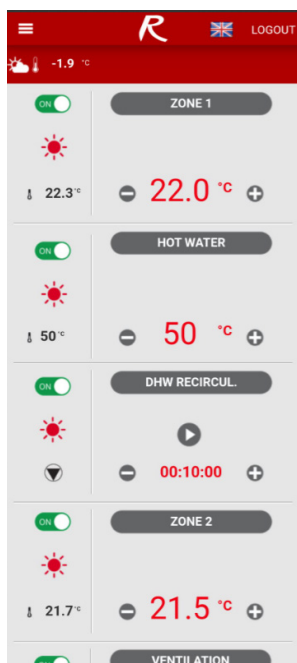 R LOGOUT
-1.9 °C
ON ZONE 1
22.3 °C 22.0 °C
ON HOT WATER
50 °C 50 °C
ON DHW RECIRCUL.
00:10:00
ON ZONE 2
21.7 °C 21.5 °C
ON VENTILATION